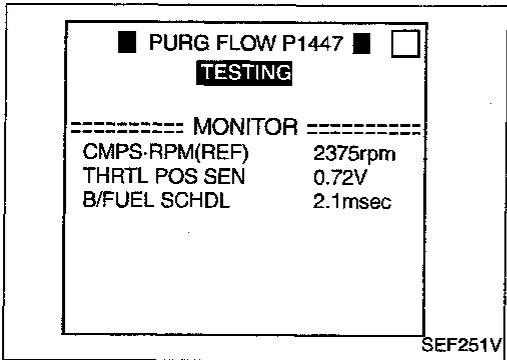 PURG FLOW P1447
TESTING
========== MONITOR ==========
CMPS·RPM(REF) 2375rpm
THRTL POS SEN 0.72V
B/FUEL SCHDL 2.1msec
SEF251V